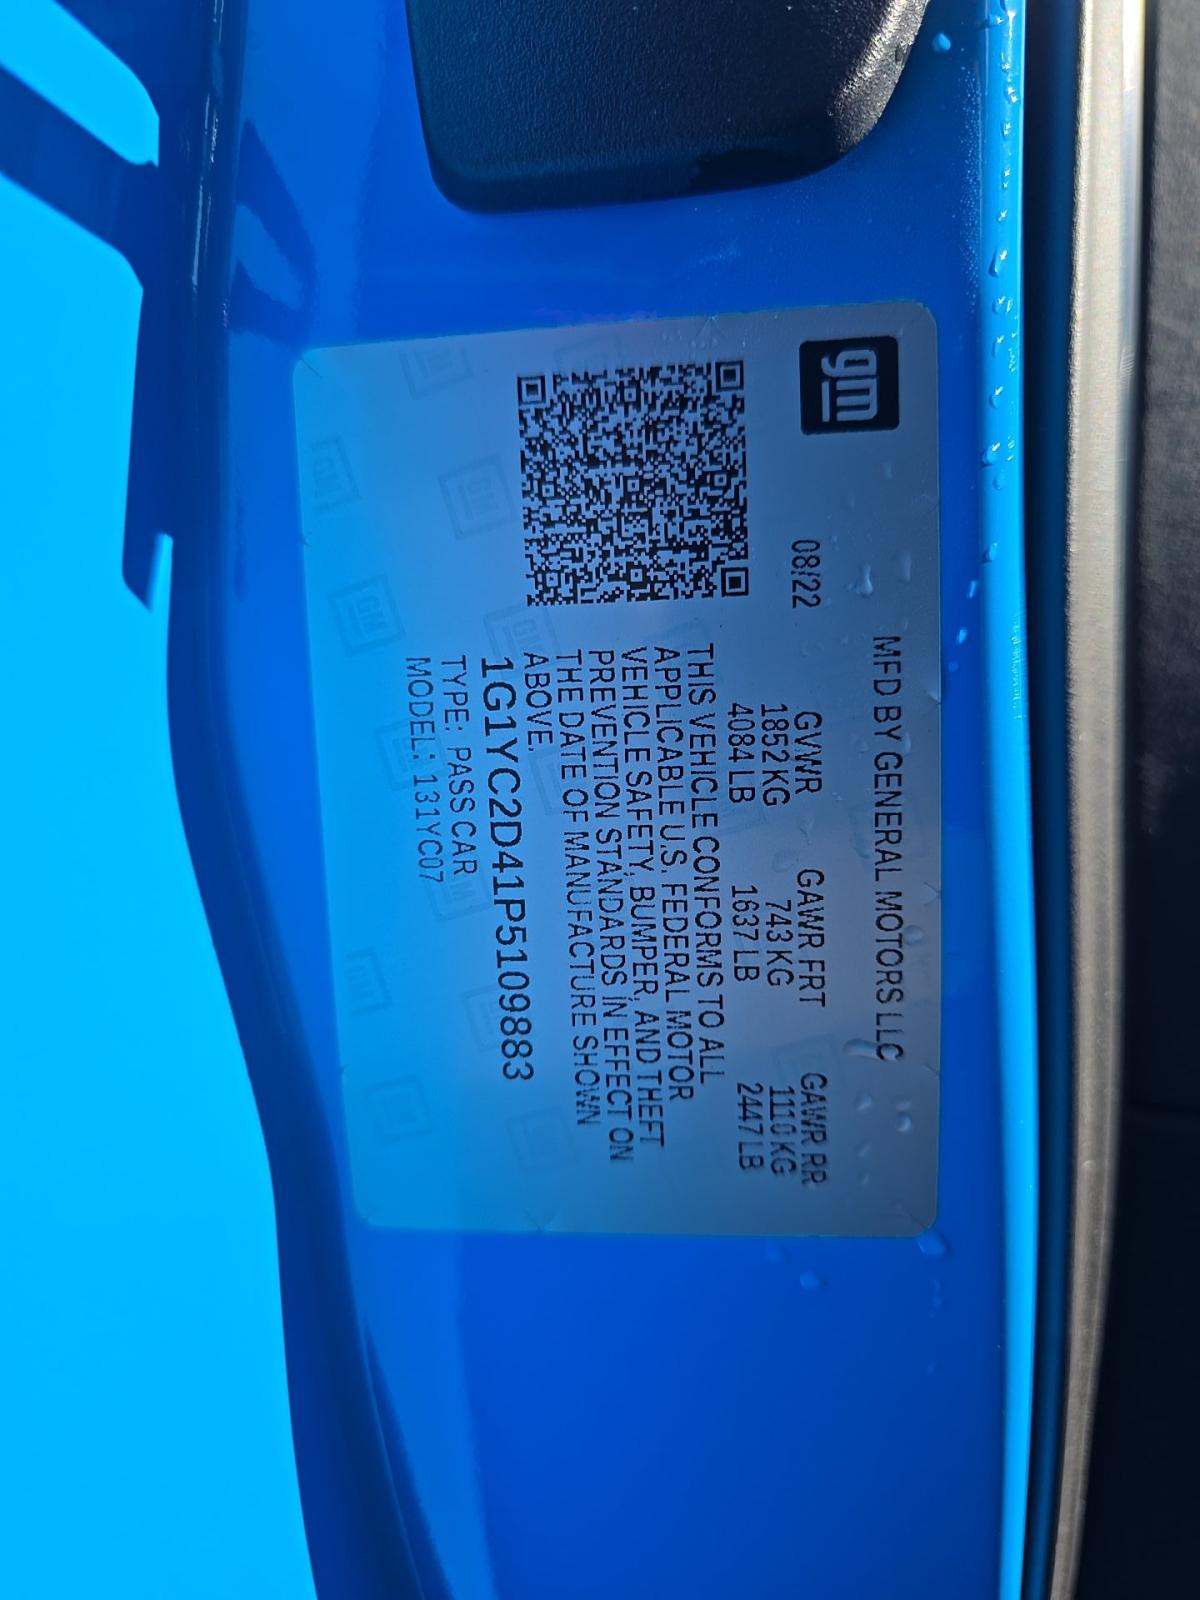 gm
MFD BY GENERAL MOTORS LLC
08/22 GVWR GAWR FRT GAWR RR
1852 KG 743 KG 1110 KG
4084 LB 1637 LB 2447 LB
THIS VEHICLE CONFORMS TO ALL
APPLICABLE U.S. FEDERAL MOTOR
VEHICLE SAFETY, BUMPER, AND THEFT
PREVENTION STANDARDS IN EFFECT ON
THE DATE OF MANUFACTURE SHOWN
ABOVE.
1G1YC2D41P5109883
TYPE: PASS CAR
MODEL: 131YC07